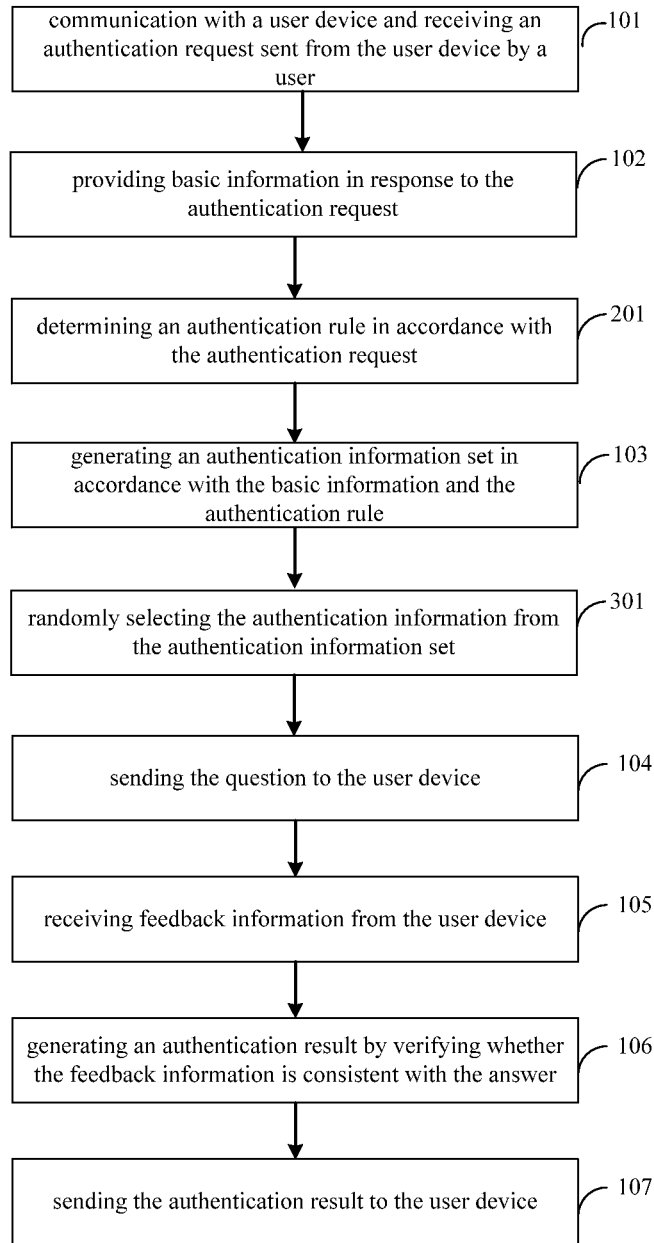 communication with a user device and receiving an
authentication request sent from the user device by a
user
101
providing basic information in response to the
authentication request
102
determining an authentication rule in accordance with
the authentication request
201
generating an authentication information set in
accordance with the basic information and the
authentication rule
103
randomly selecting the authentication information from
the authentication information set
301
sending the question to the user device
104
receiving feedback information from the user device
105
generating an authentication result by verifying whether
the feedback information is consistent with the answer
106
sending the authentication result to the user device
107